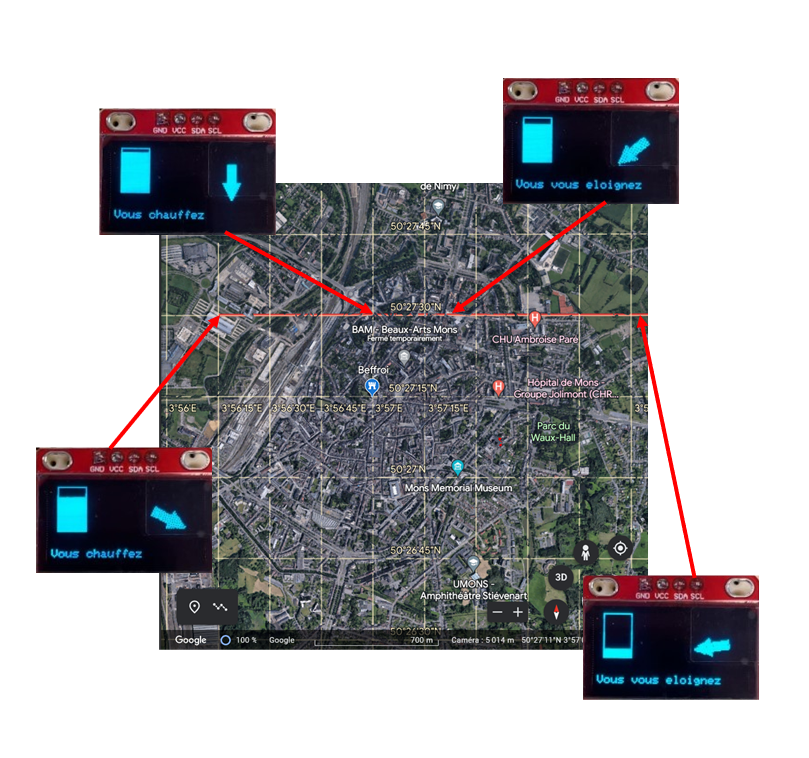 GND VCC SDA SCL
Vous vous eloignez
GND VCC SDA SCL
Vous chauffez
de Nimy
50°27'45"N
50°27'30"N
BAM - Beaux-Arts Mons
Fermé temporairement
CHU Ambroise Paré
Beffroi
50°27'15"N
Hôpital de Mons
Groupe Jolimont (CHR...
3°56'E
3°56'15"E
3°56'30"E
3°56'45"E
3°57'E
3°57'15"E
Parc du
Waux-Hall
50°27'N
Mons Memorial Museum
GND VCC SDA SCL
Vous chauffez
50°26'45"N
3D
UMONS -
Amphithéâtre Stiévenart
GND VCC SDA SCL
Vous vous eloignez
50°26'30"N
Google
100 %
Google
700 m
Caméra : 5 014 m
50°27'11"N 3°57'